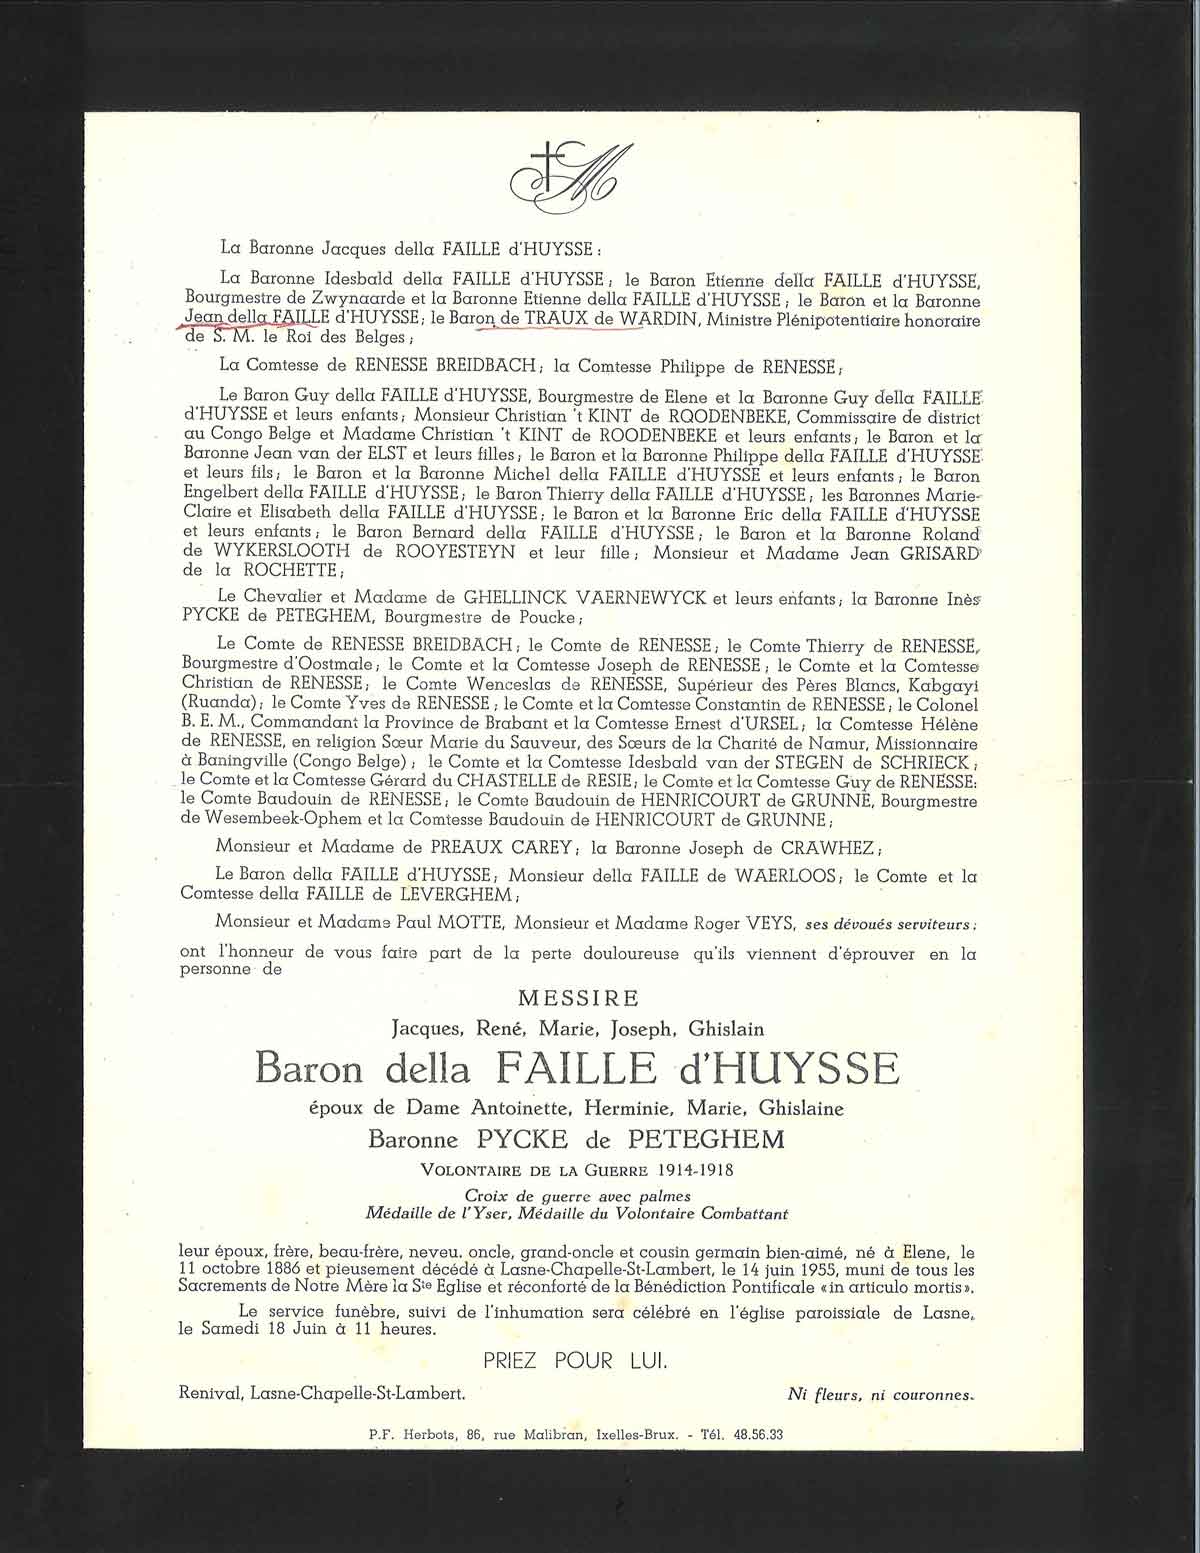 M
La Baronne Jacques della FAILLE d'HUYSSE :
La Baronne Idesbald della FAILLE d'HUYSSE ; le Baron Etienne della FAILLE d'HUYSSE,
Bourgmestre de Zwynaarde et la Baronne Etienne della FAILLE d'HUYSSE ; le Baron et la Baronne
Jean della FAILLE d'HUYSSE ; le Baron de TRAUX de WARDIN, Ministre Plénipotentiaire honoraire
de S. M. le Roi des Belges ;
La Comtesse de RENESSE BREIDBACH ; la Comtesse Philippe de RENESSE ;
Le Baron Guy della FAILLE d'HUYSSE, Bourgmestre de Elene et la Baronne Guy della FAILLE
d'HUYSSE et leurs enfants ; Monsieur Christian 't KINT de ROODENBEKE, Commissaire de district
au Congo Belge et Madame Christian 't KINT de ROODENBEKE et leurs enfants ; le Baron et la
Baronne Jean van der ELST et leurs filles ; le Baron et la Baronne Philippe della FAILLE d'HUYSSE
et leurs fils ; le Baron et la Baronne Michel della FAILLE d'HUYSSE et leurs enfants ; le Baron
Engelbert della FAILLE d'HUYSSE ; le Baron Thierry della FAILLE d'HUYSSE ; les Baronnes Marie-
Claire et Elisabeth della FAILLE d'HUYSSE ; le Baron et la Baronne Eric della FAILLE d'HUYSSE
et leurs enfants ; le Baron Bernard della FAILLE d'HUYSSE ; le Baron et la Baronne Roland
de WYKERSLOOTH de ROOYESTEYN et leur fille ; Monsieur et Madame Jean GRISARD
de la ROCHETTE ;
Le Chevalier et Madame de GHELLINCK VAERNEWYCK et leurs enfants ; la Baronne Inès
PYCKE de PETEGHEM, Bourgmestre de Poucke ;
Le Comte de RENESSE BREIDBACH ; le Comte de RENESSE ; le Comte Thierry de RENESSE,
Bourgmestre d'Oostmale ; le Comte et la Comtesse Joseph de RENESSE ; le Comte et la Comtesse
Christian de RENESSE ; le Comte Wenceslas de RENESSE, Supérieur des Pères Blancs, Kabgayi
(Ruanda) ; le Comte Yves de RENESSE ; le Comte et la Comtesse Constantin de RENESSE ; le Colonel
B. E. M., Commandant la Province de Brabant et la Comtesse Ernest d'URSEL ; la Comtesse Hélène
de RENESSE, en religion Sœur Marie du Sauveur, des Sœurs de la Charité de Namur, Missionnaire
à Baningville (Congo Belge) ; le Comte et la Comtesse Idesbald van der STEGEN de SCHRIECK ;
le Comte et la Comtesse Gérard du CHASTELLE de RESIE ; le Comte et la Comtesse Guy de RENESSE :
le Comte Baudouin de RENESSE ; le Comte Baudouin de HENRICOURT de GRUNNE, Bourgmestre
de Wesembeek-Ophem et la Comtesse Baudouin de HENRICOURT de GRUNNE ;
Monsieur et Madame de PREAUX CAREY ; la Baronne Joseph de CRAWHEZ ;
Le Baron della FAILLE d'HUYSSE ; Monsieur della FAILLE de WAERLOOS ; le Comte et la
Comtesse della FAILLE de LEVERGHEM ;
Monsieur et Madame Paul MOTTE, Monsieur et Madame Roger VEYS, ses dévoués serviteurs ;
ont l'honneur de vous faire part de la perte douloureuse qu'ils viennent d'éprouver en la
personne de
MESSIRE
Jacques, René, Marie, Joseph, Ghislain
Baron della FAILLE d'HUYSSE
époux de Dame Antoinette, Herminie, Marie, Ghislaine
Baronne PYCKE de PETEGHEM
VOLONTAIRE DE LA GUERRE 1914-1918
Croix de guerre avec palmes
Médaille de l'Yser, Médaille du Volontaire Combattant
leur époux, frère, beau-frère, neveu. oncle, grand-oncle et cousin germain bien-aimé, né à Elene, le
11 octobre 1886 et pieusement décédé à Lasne-Chapelle-St-Lambert, le 14 juin 1955, muni de tous les
Sacrements de Notre Mère la Ste Eglise et réconforté de la Bénédiction Pontificale « in articulo mortis ».
Le service funèbre, suivi de l'inhumation sera célébré en l'église paroissiale de Lasne,
le Samedi 18 Juin à 11 heures.
PRIEZ POUR LUI.
Renival, Lasne-Chapelle-St-Lambert.
Ni fleurs, ni couronnes.
P.F. Herbots, 86, rue Malibran, Ixelles-Brux. - Tél. 48.56.33